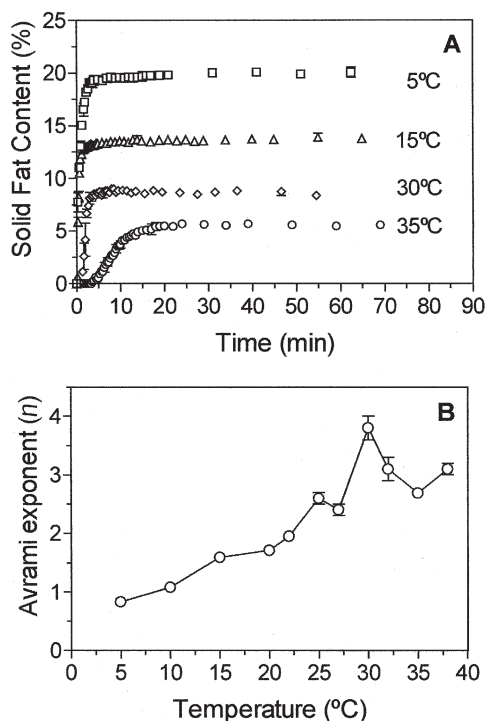 A
25
20
15
10
5
0
Solid Fat Content (%)
5ºC
15ºC
30ºC
35ºC
0 10 20 30 40 50 60 70 80 90
Time (min)
B
4
3
2
1
0
Avrami exponent (n)
0 5 10 15 20 25 30 35 40
Temperature (ºC)